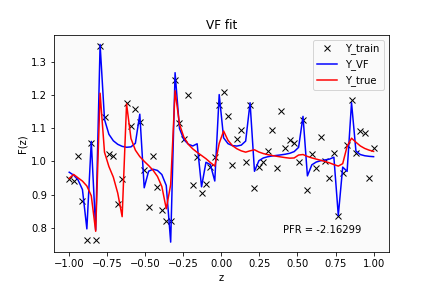 VF fit
Y_train
Y_VF
Y_true
F(z)
1.3
1.2
1.1
1.0
0.9
0.8
PFR = -2.16299
−1.00 −0.75 −0.50 −0.25 0.00 0.25 0.50 0.75 1.00
z